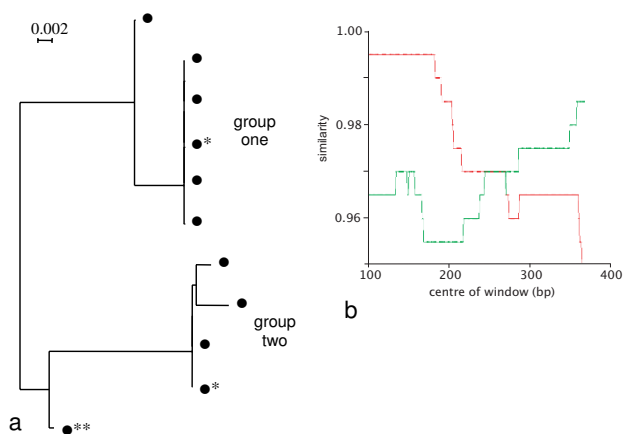 0.002
group
one
*
group
two
*
**
a
1.00
0.98
0.96
similarity
100 200 300 400
centre of window (bp)
b